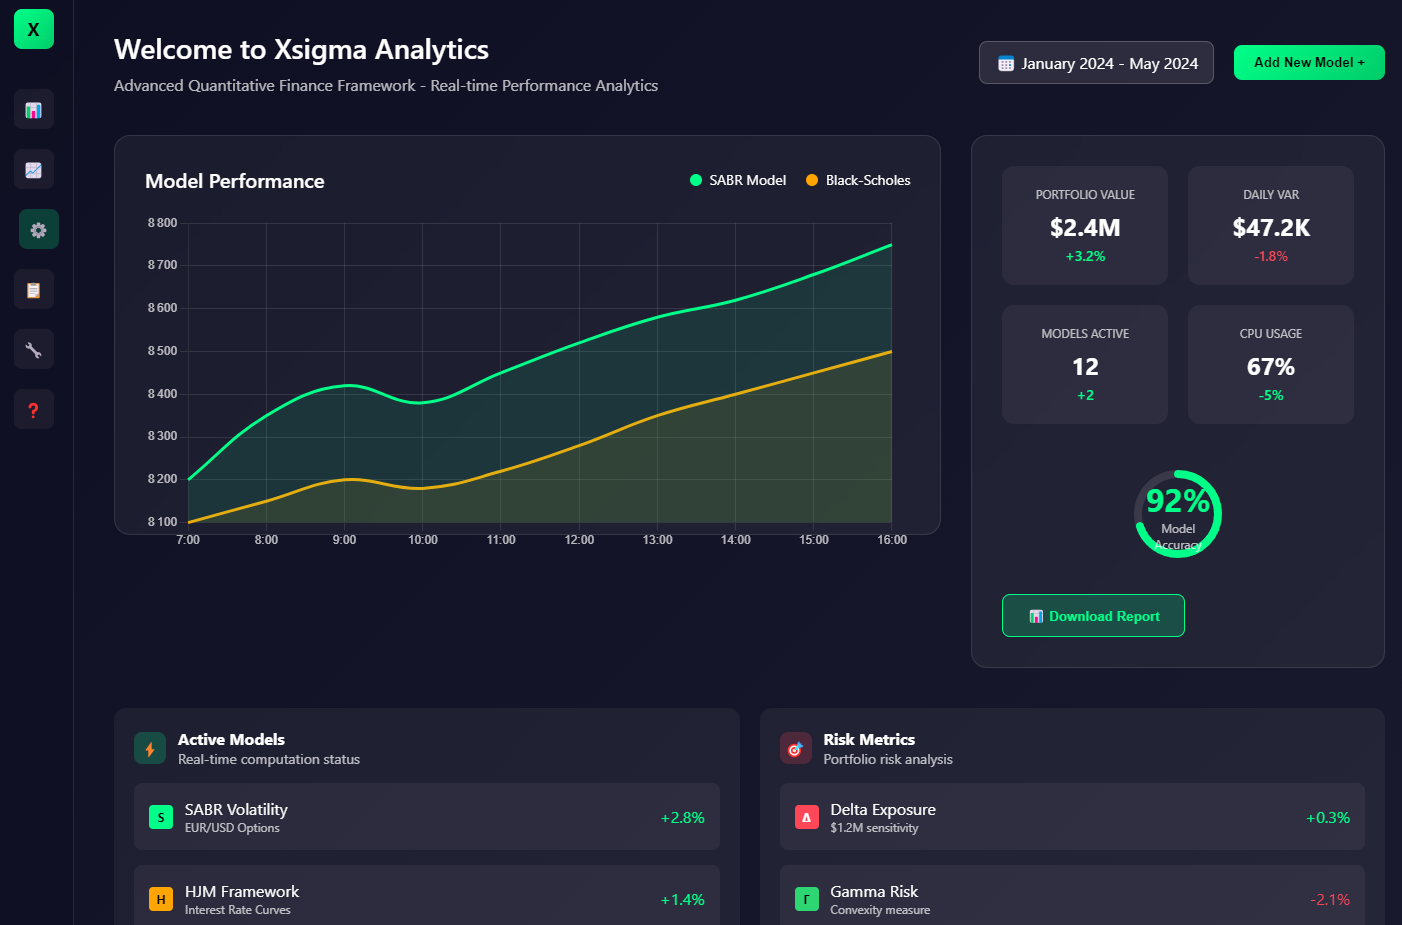 X
Welcome to Xsigma Analytics
Advanced Quantitative Finance Framework - Real-time Performance Analytics
January 2024 - May 2024
Add New Model +
Model Performance
SABR Model
Black-Scholes
8 800
8 700
8 600
8 500
8 400
8 300
8 200
8 100
7:00 8:00 9:00 10:00 11:00 12:00 13:00 14:00 15:00 16:00
PORTFOLIO VALUE
$2.4M
+3.2%
DAILY VAR
$47.2K
-1.8%
MODELS ACTIVE
12
+2
CPU USAGE
67%
-5%
92%
Model
Accuracy
Download Report
Active Models
Real-time computation status
S
SABR Volatility
EUR/USD Options
+2.8%
H
HJM Framework
Interest Rate Curves
+1.4%
Risk Metrics
Portfolio risk analysis
Δ
Delta Exposure
$1.2M sensitivity
+0.3%
Γ
Gamma Risk
Convexity measure
-2.1%